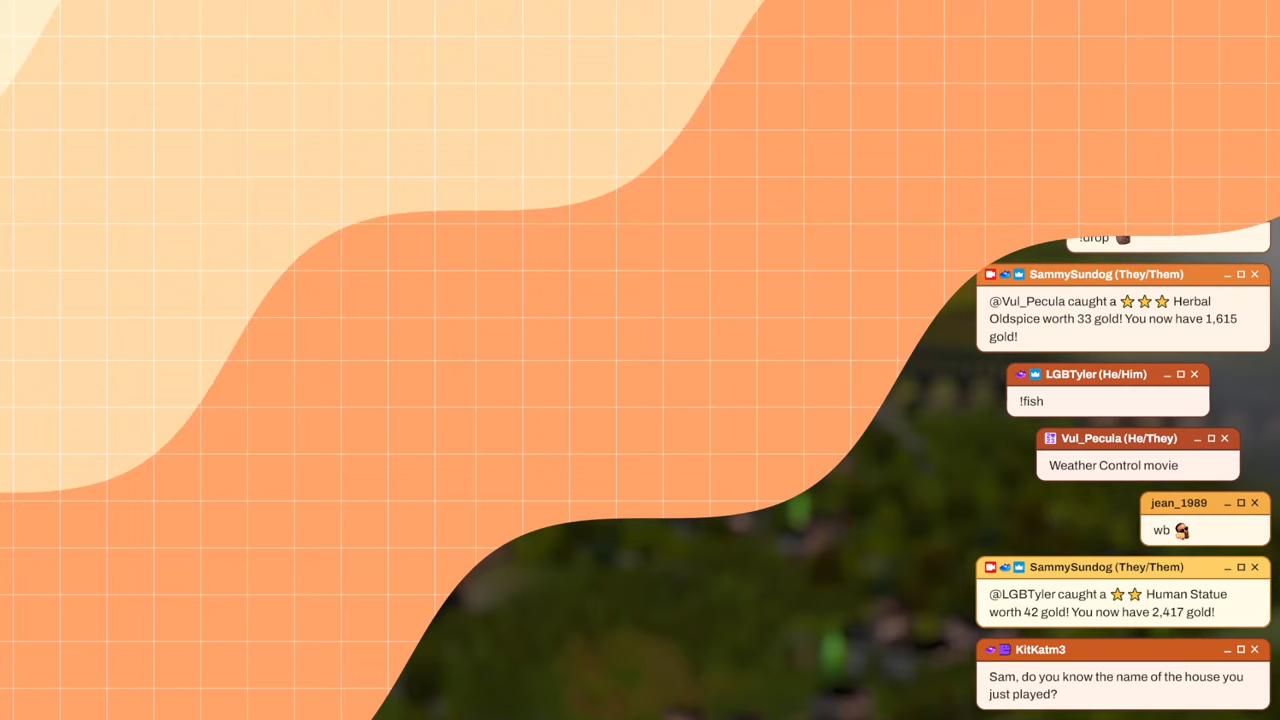 !drop
SammySundog (They/Them)
@Vul_Pecula caught a ⭐⭐⭐ Herbal
Oldspice worth 33 gold! You now have 1,615
gold!
LGBTyler (He/Him)
!fish
Vul_Pecula (He/They)
Weather Control movie
jean_1989
wb
SammySundog (They/Them)
@LGBTyler caught a ⭐⭐ Human Statue
worth 42 gold! You now have 2,417 gold!
KitKatm3
Sam, do you know the name of the house you
just played?